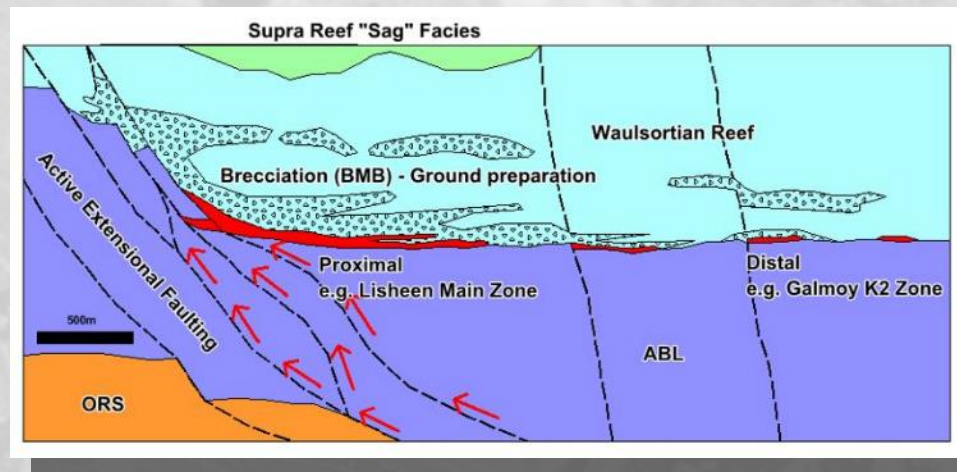 Supra Reef "Sag" Facies
Waulsortian Reef
Brecciation (BMB) - Ground preparation
Active Extensional Faulting
Proximal
e.g. Lisheen Main Zone
Distal
e.g. Galmoy K2 Zone
500m
ABL
ORS